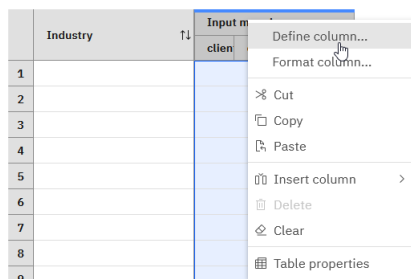 Industry
Input m
clien
Define column...
Format column...
Cut
Copy
Paste
Insert column
Delete
Clear
Table properties
1
2
3
4
5
6
7
8